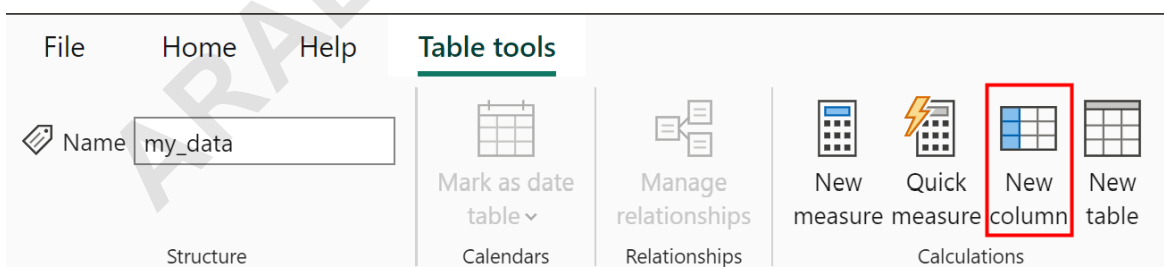 File Home Help Table tools
Name my_data
Mark as date
table
Manage
relationships
New
measure
Quick
measure
New
column
New
table
Structure Calendars Relationships Calculations
ARAB